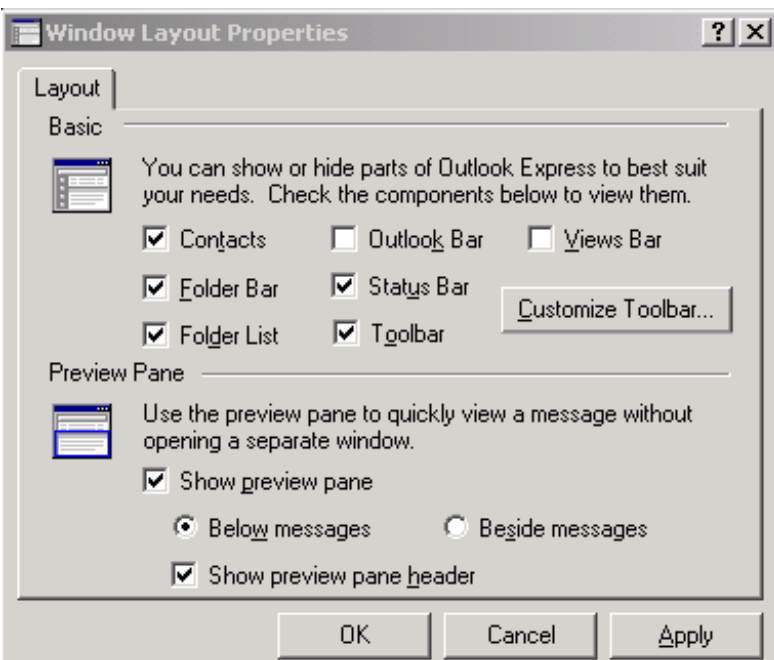 Window Layout Properties
Layout
Basic
You can show or hide parts of Outlook Express to best suit
your needs.  Check the components below to view them.
Contacts Outlook Bar Views Bar
Folder Bar Status Bar
Customize Toolbar...
Folder List Toolbar
Preview Pane
Use the preview pane to quickly view a message without
opening a separate window.
Show preview pane
Below messages Beside messages
Show preview pane header
OK Cancel Apply